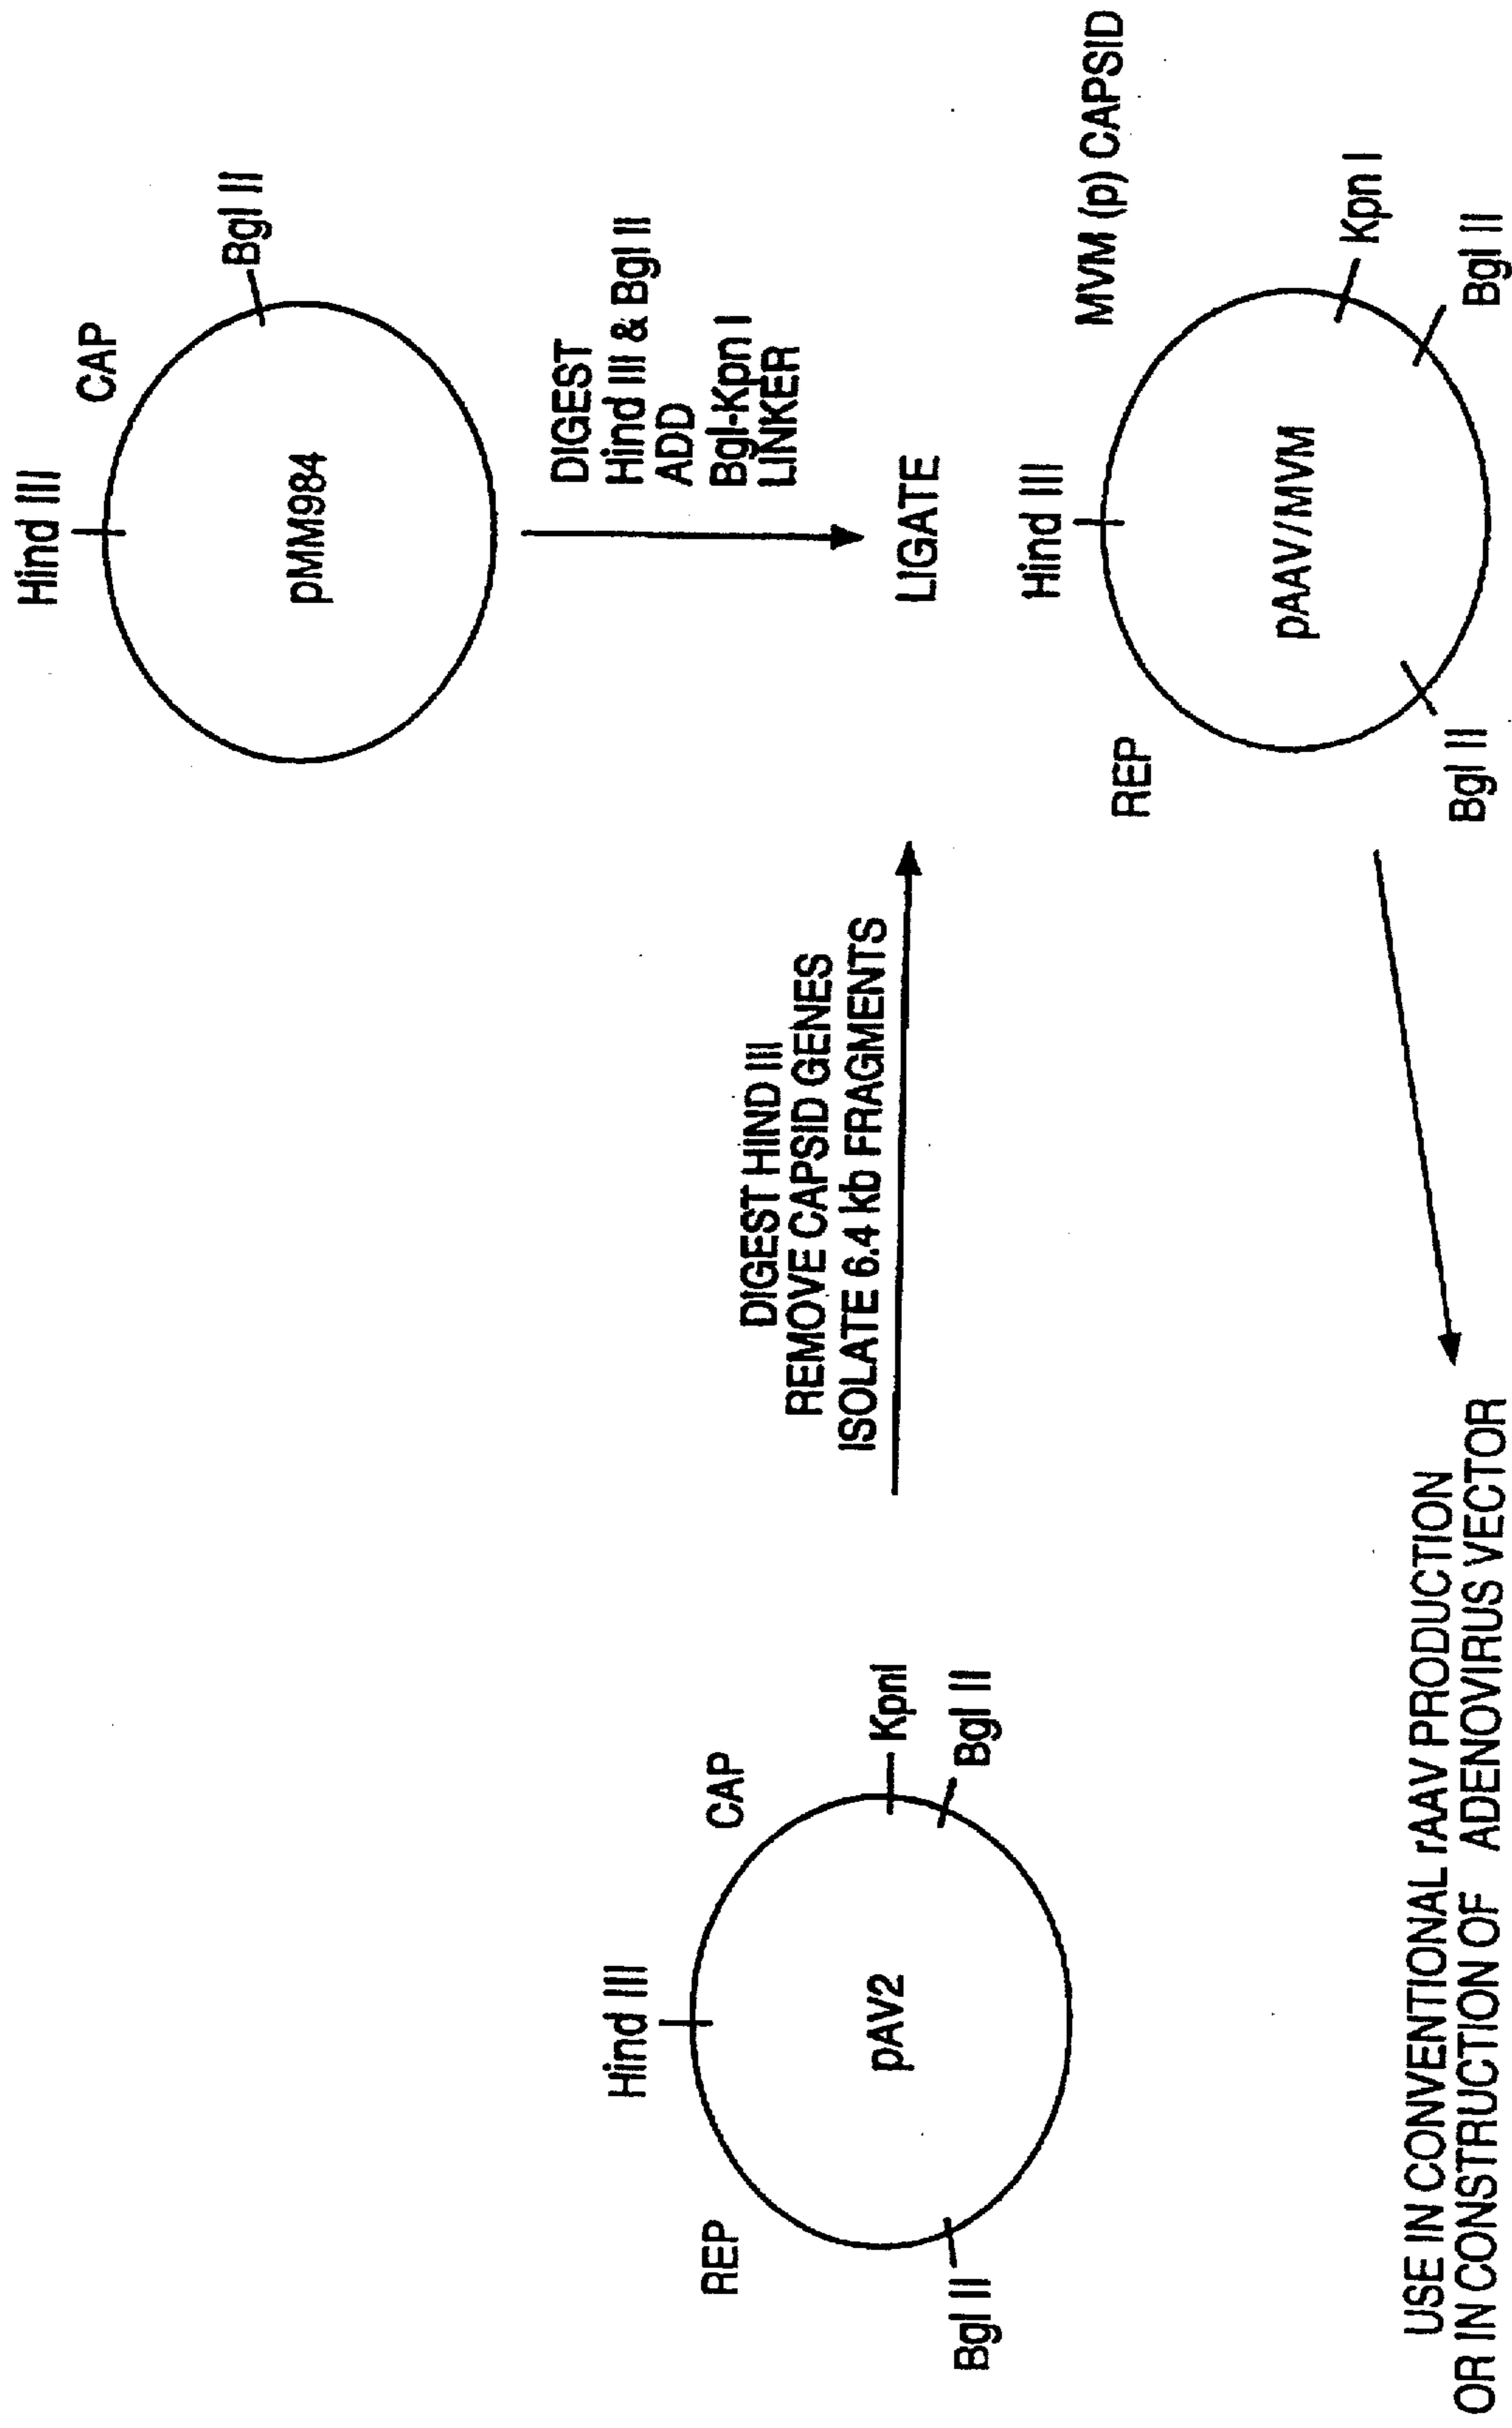 Hind III
CAP
Bgl II
pMM984
DIGEST
Hind III & Bgl II
ADD
Bgl-Kpn I
LINKER
DIGEST HIND III
REMOVE CAPSID GENES
ISOLATE 6.4 kb FRAGMENTS
LIGATE
Hind III
REP
CAP
KpnI
Bgl II
Bgl II
pAV2
Hind III
REP
MVM (p) CAPSID
Kpn I
Bgl II
Bgl II
pAAV/MVM
USE IN CONVENTIONAL rAAV PRODUCTION
OR IN CONSTRUCTION OF ADENOVIRUS VECTOR